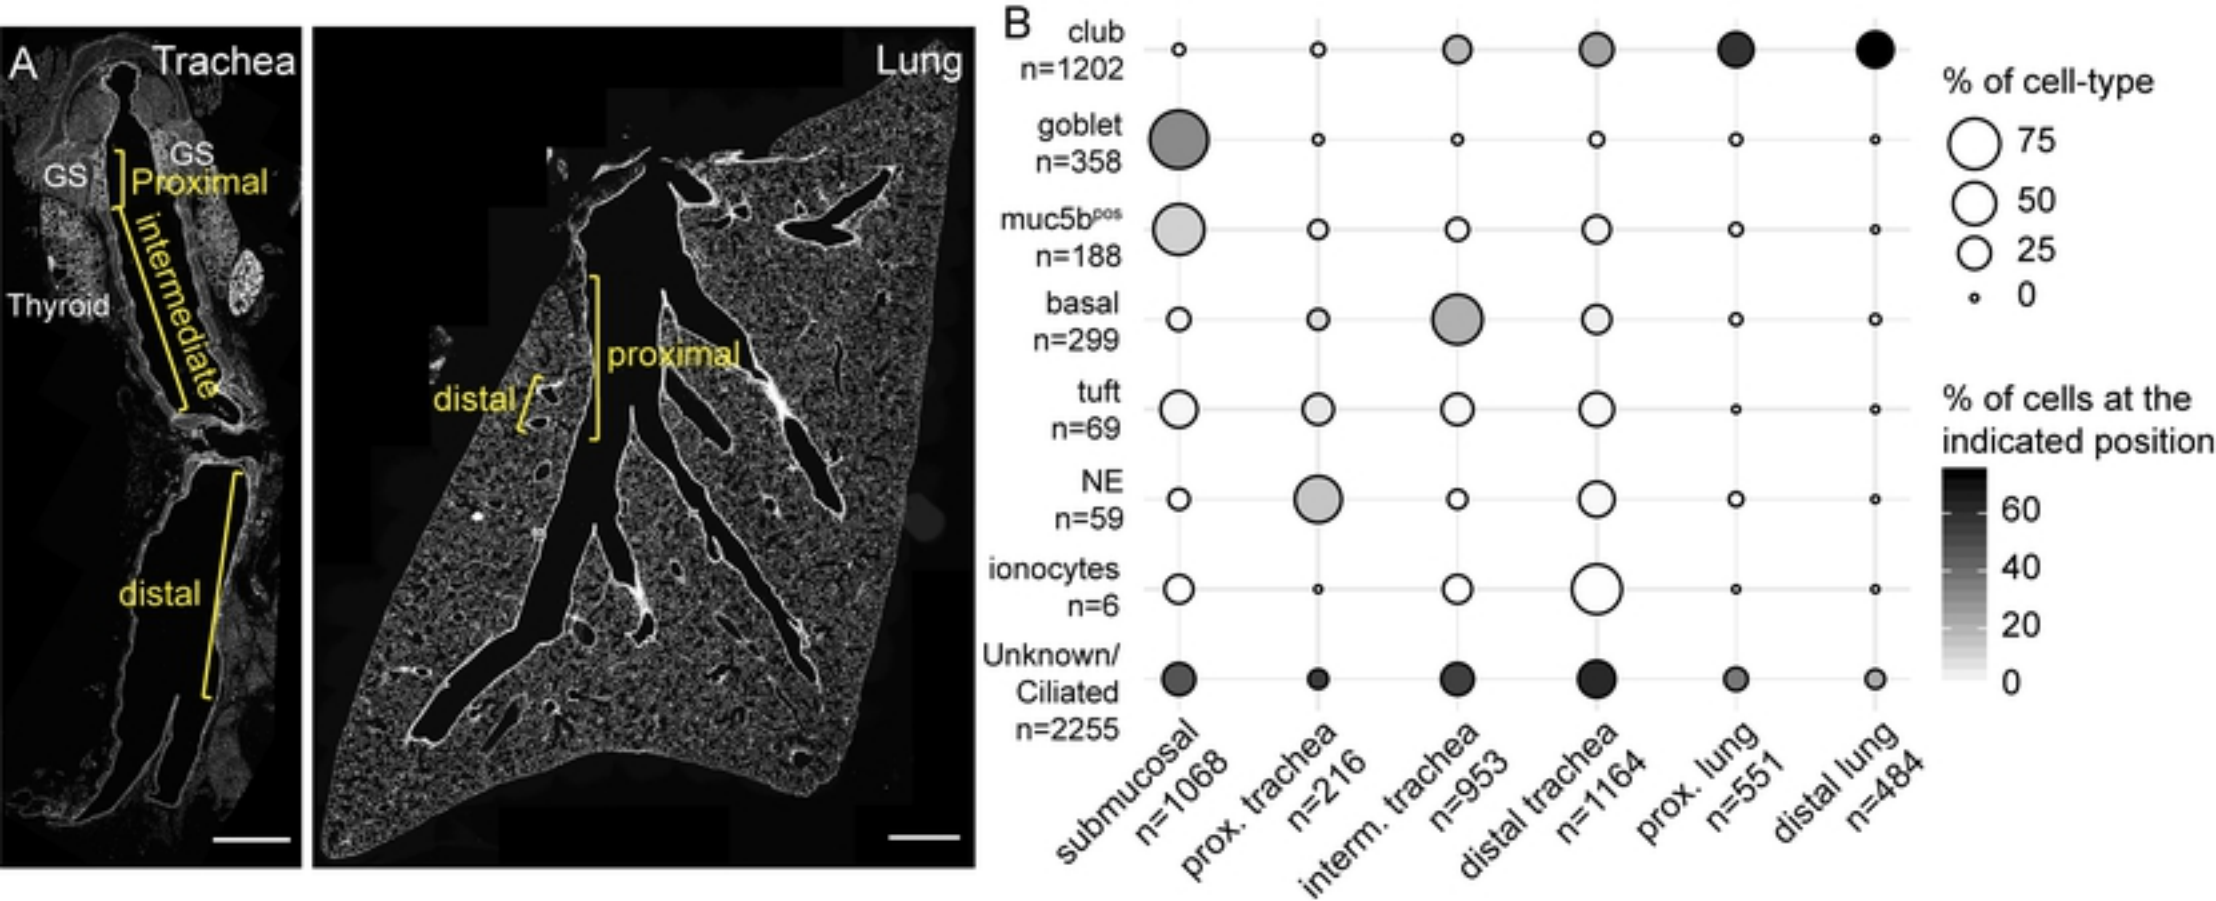 A
Trachea
GS
GS
Proximal
intermediate
Thyroid
distal
Lung
proximal
distal
B
club
n=1202
goblet
n=358
muc5bᵖᵒˢ
n=188
basal
n=299
tuft
n=69
NE
n=59
ionocytes
n=6
Unknown/
Ciliated
n=2255
submucosal
n=1068
prox. trachea
n=216
interm. trachea
n=953
distal trachea
n=1164
prox. lung
n=551
distal lung
n=484
% of cell-type
75
50
25
0
% of cells at the
indicated position
60
40
20
0